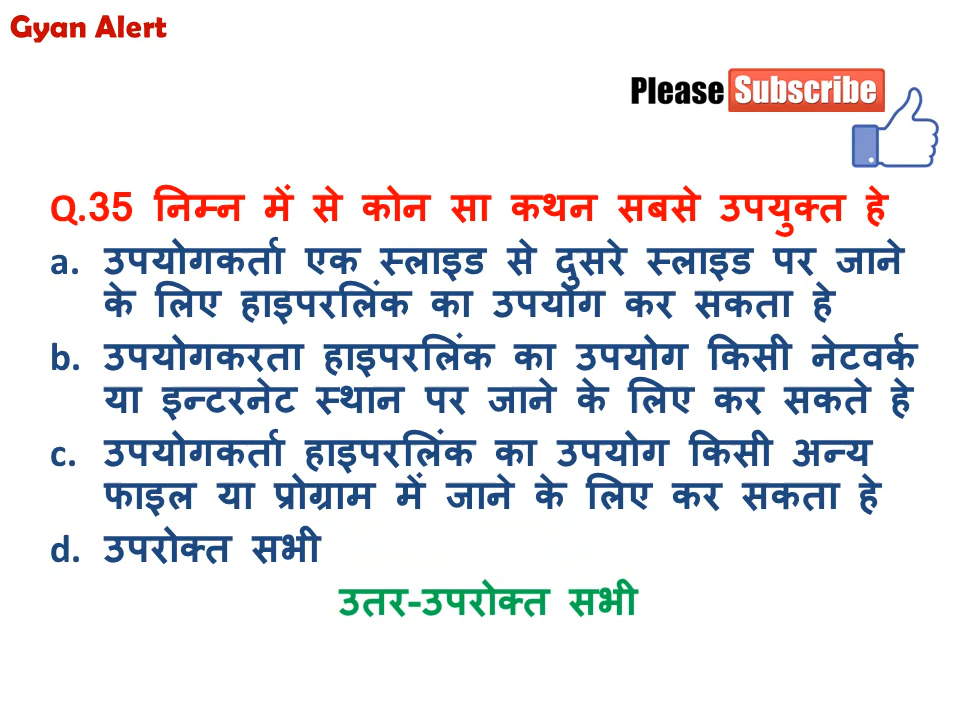 Gyan Alert
Please Subscribe
Q.35 निम्न में से कोन सा कथन सबसे उपयुक्त हे
a. उपयोगकर्ता एक स्लाइड से दुसरे स्लाइड पर जाने
के लिए हाइपरलिंक का उपयोग कर सकता हे
b. उपयोगकरता हाइपरलिंक का उपयोग किसी नेटवर्क
या इन्टरनेट स्थान पर जाने के लिए कर सकते हे
c. उपयोगकर्ता हाइपरलिंक का उपयोग किसी अन्य
फाइल या प्रोग्राम में जाने के लिए कर सकता हे
d. उपरोक्त सभी
उतर-उपरोक्त सभी